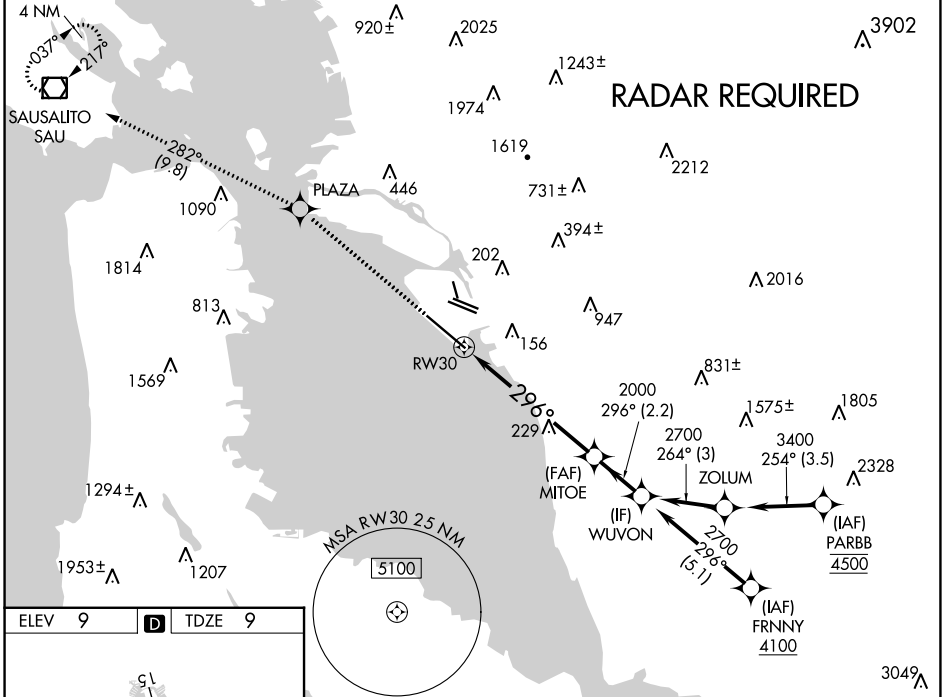 4 NM
037°
217°
SAUSALITO
SAU
920±
2025
1243±
3902
RADAR REQUIRED
1974
282°
(9.8)
1619
2212
PLAZA
446
731±
1090
394±
202
1814
2016
813
947
156
RW30
1569
831±
2000
296° (2.2)
296°
1575±
1805
229
2700
264° (3)
3400
254° (3.5)
ZOLUM
2328
(FAF)
MITOE
(IF)
WUVON
(IAF)
PARBB
4500
1294±
2700
296°
(5.1)
MSA RW30 25 NM
5100
1953±
1207
(IAF)
FRNNY
4100
ELEV 9
D
TDZE 9
15
3049